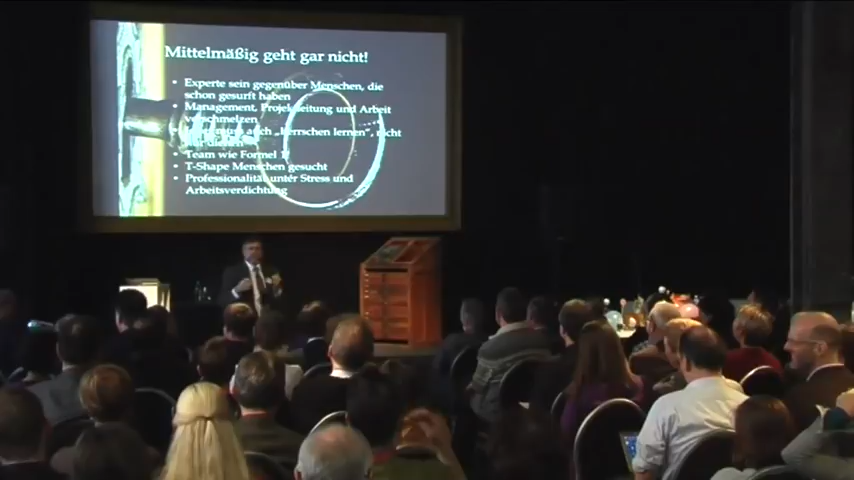 Mittelmäßig geht gar nicht!
• Experte sein gegenüber Menschen, die
schon gesurft haben
• Management, Projektleitung und Arbeit
verschmelzen
auch „herrschen lernen“, nicht
• Team wie Formel 1!
• T-Shape Menschen gesucht
• Professionalität unter Stress und
Arbeitsverdichtung